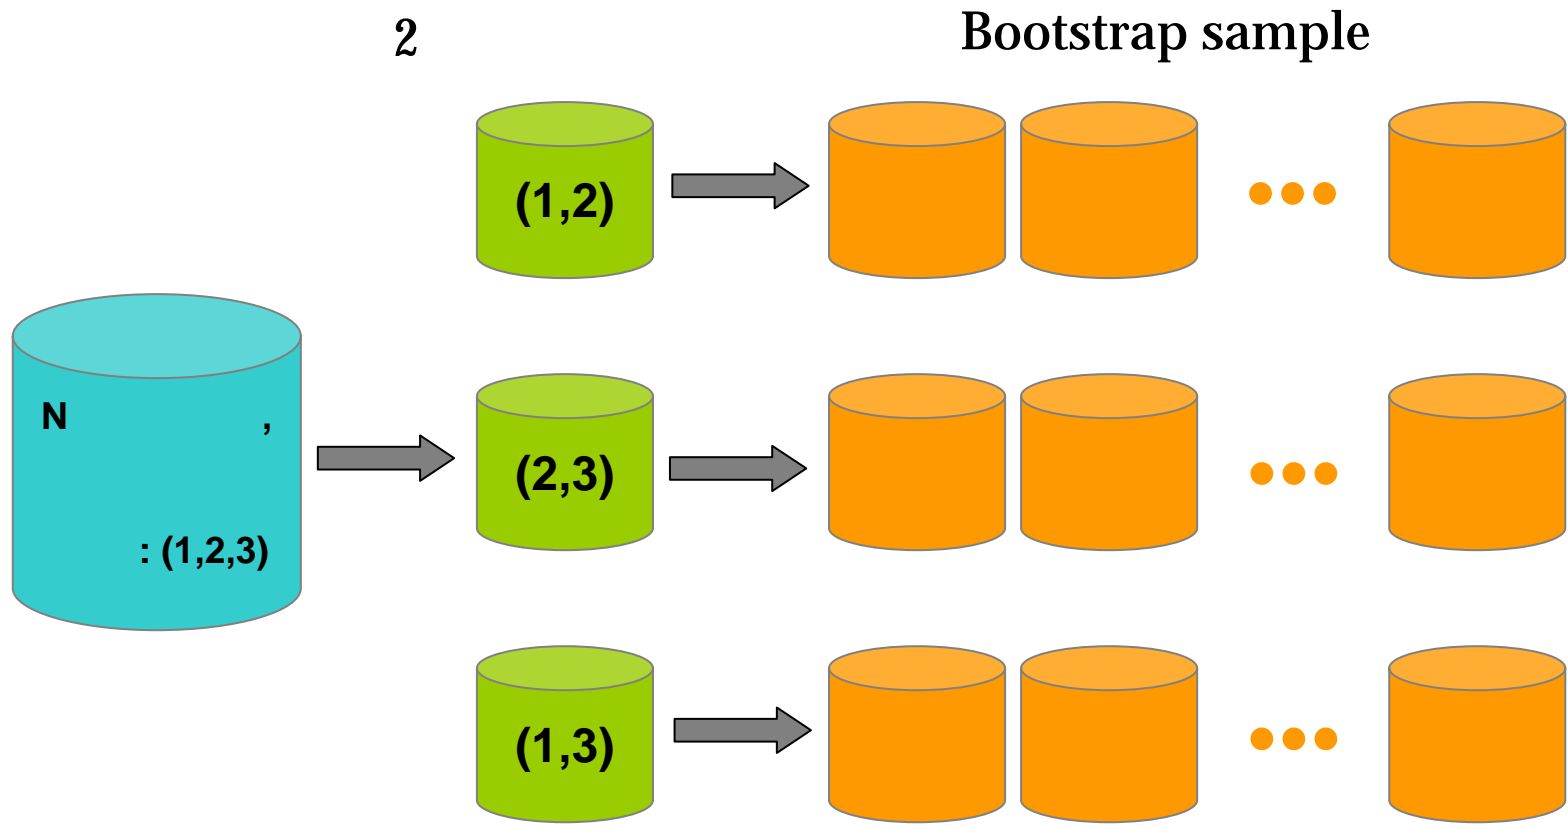 2
Bootstrap sample
(1,2)
N ,
(2,3)
: (1,2,3)
(1,3)